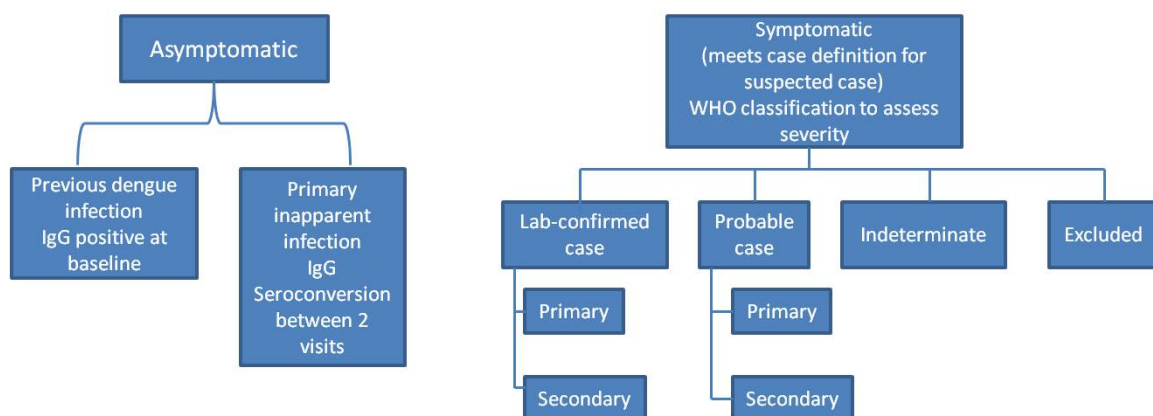 Asymptomatic
Previous dengue
infection
IgG positive at
baseline
Primary
inapparent
infection
IgG
Seroconversion
between 2
visits
Symptomatic
(meets case definition for
suspected case)
WHO classification to assess
severity
Lab-confirmed
case
Primary
Secondary
Probable
case
Primary
Secondary
Indeterminate
Excluded